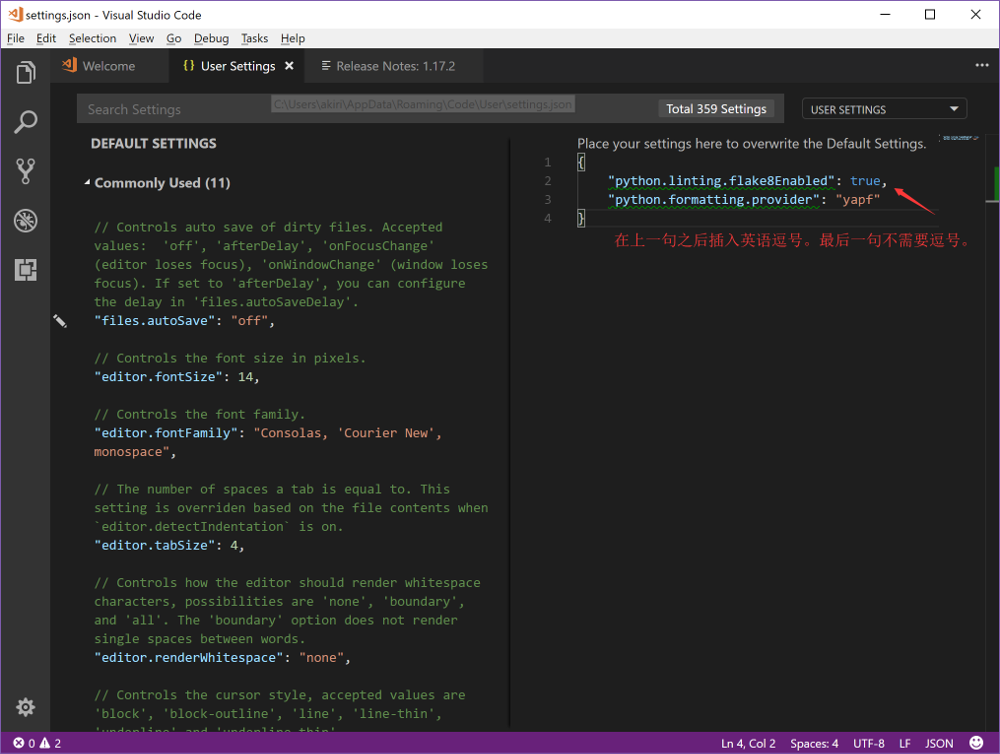 settings.json - Visual Studio Code
File Edit Selection View Go Debug Tasks Help
Welcome
{} User Settings
Release Notes: 1.17.2
Search Settings
C:\Users\akiri\AppData\Roaming\Code\User\settings.json
Total 359 Settings
USER SETTINGS
DEFAULT SETTINGS
Commonly Used (11)
// Controls auto save of dirty files. Accepted
values:  'off', 'afterDelay', 'onFocusChange'
(editor loses focus), 'onWindowChange' (window loses
focus). If set to 'afterDelay', you can configure
the delay in 'files.autoSaveDelay'.
"files.autoSave": "off",
// Controls the font size in pixels.
"editor.fontSize": 14,
// Controls the font family.
"editor.fontFamily": "Consolas, 'Courier New',
monospace",
// The number of spaces a tab is equal to. This
setting is overriden based on the file contents when
`editor.detectIndentation` is on.
"editor.tabSize": 4,
// Controls how the editor should render whitespace
characters, possibilities are 'none', 'boundary',
and 'all'. The 'boundary' option does not render
single spaces between words.
"editor.renderWhitespace": "none",
// Controls the cursor style, accepted values are
'block', 'block-outline', 'line', 'line-thin',
'underline' and 'underline-thin'
Place your settings here to overwrite the Default Settings.
1 {
2 "python.linting.flake8Enabled": true,
3 "python.formatting.provider": "yapf"
4 }
在上一句之后插入英语逗号。最后一句不需要逗号。
0 2
Ln 4, Col 2 Spaces: 4 UTF-8 LF JSON